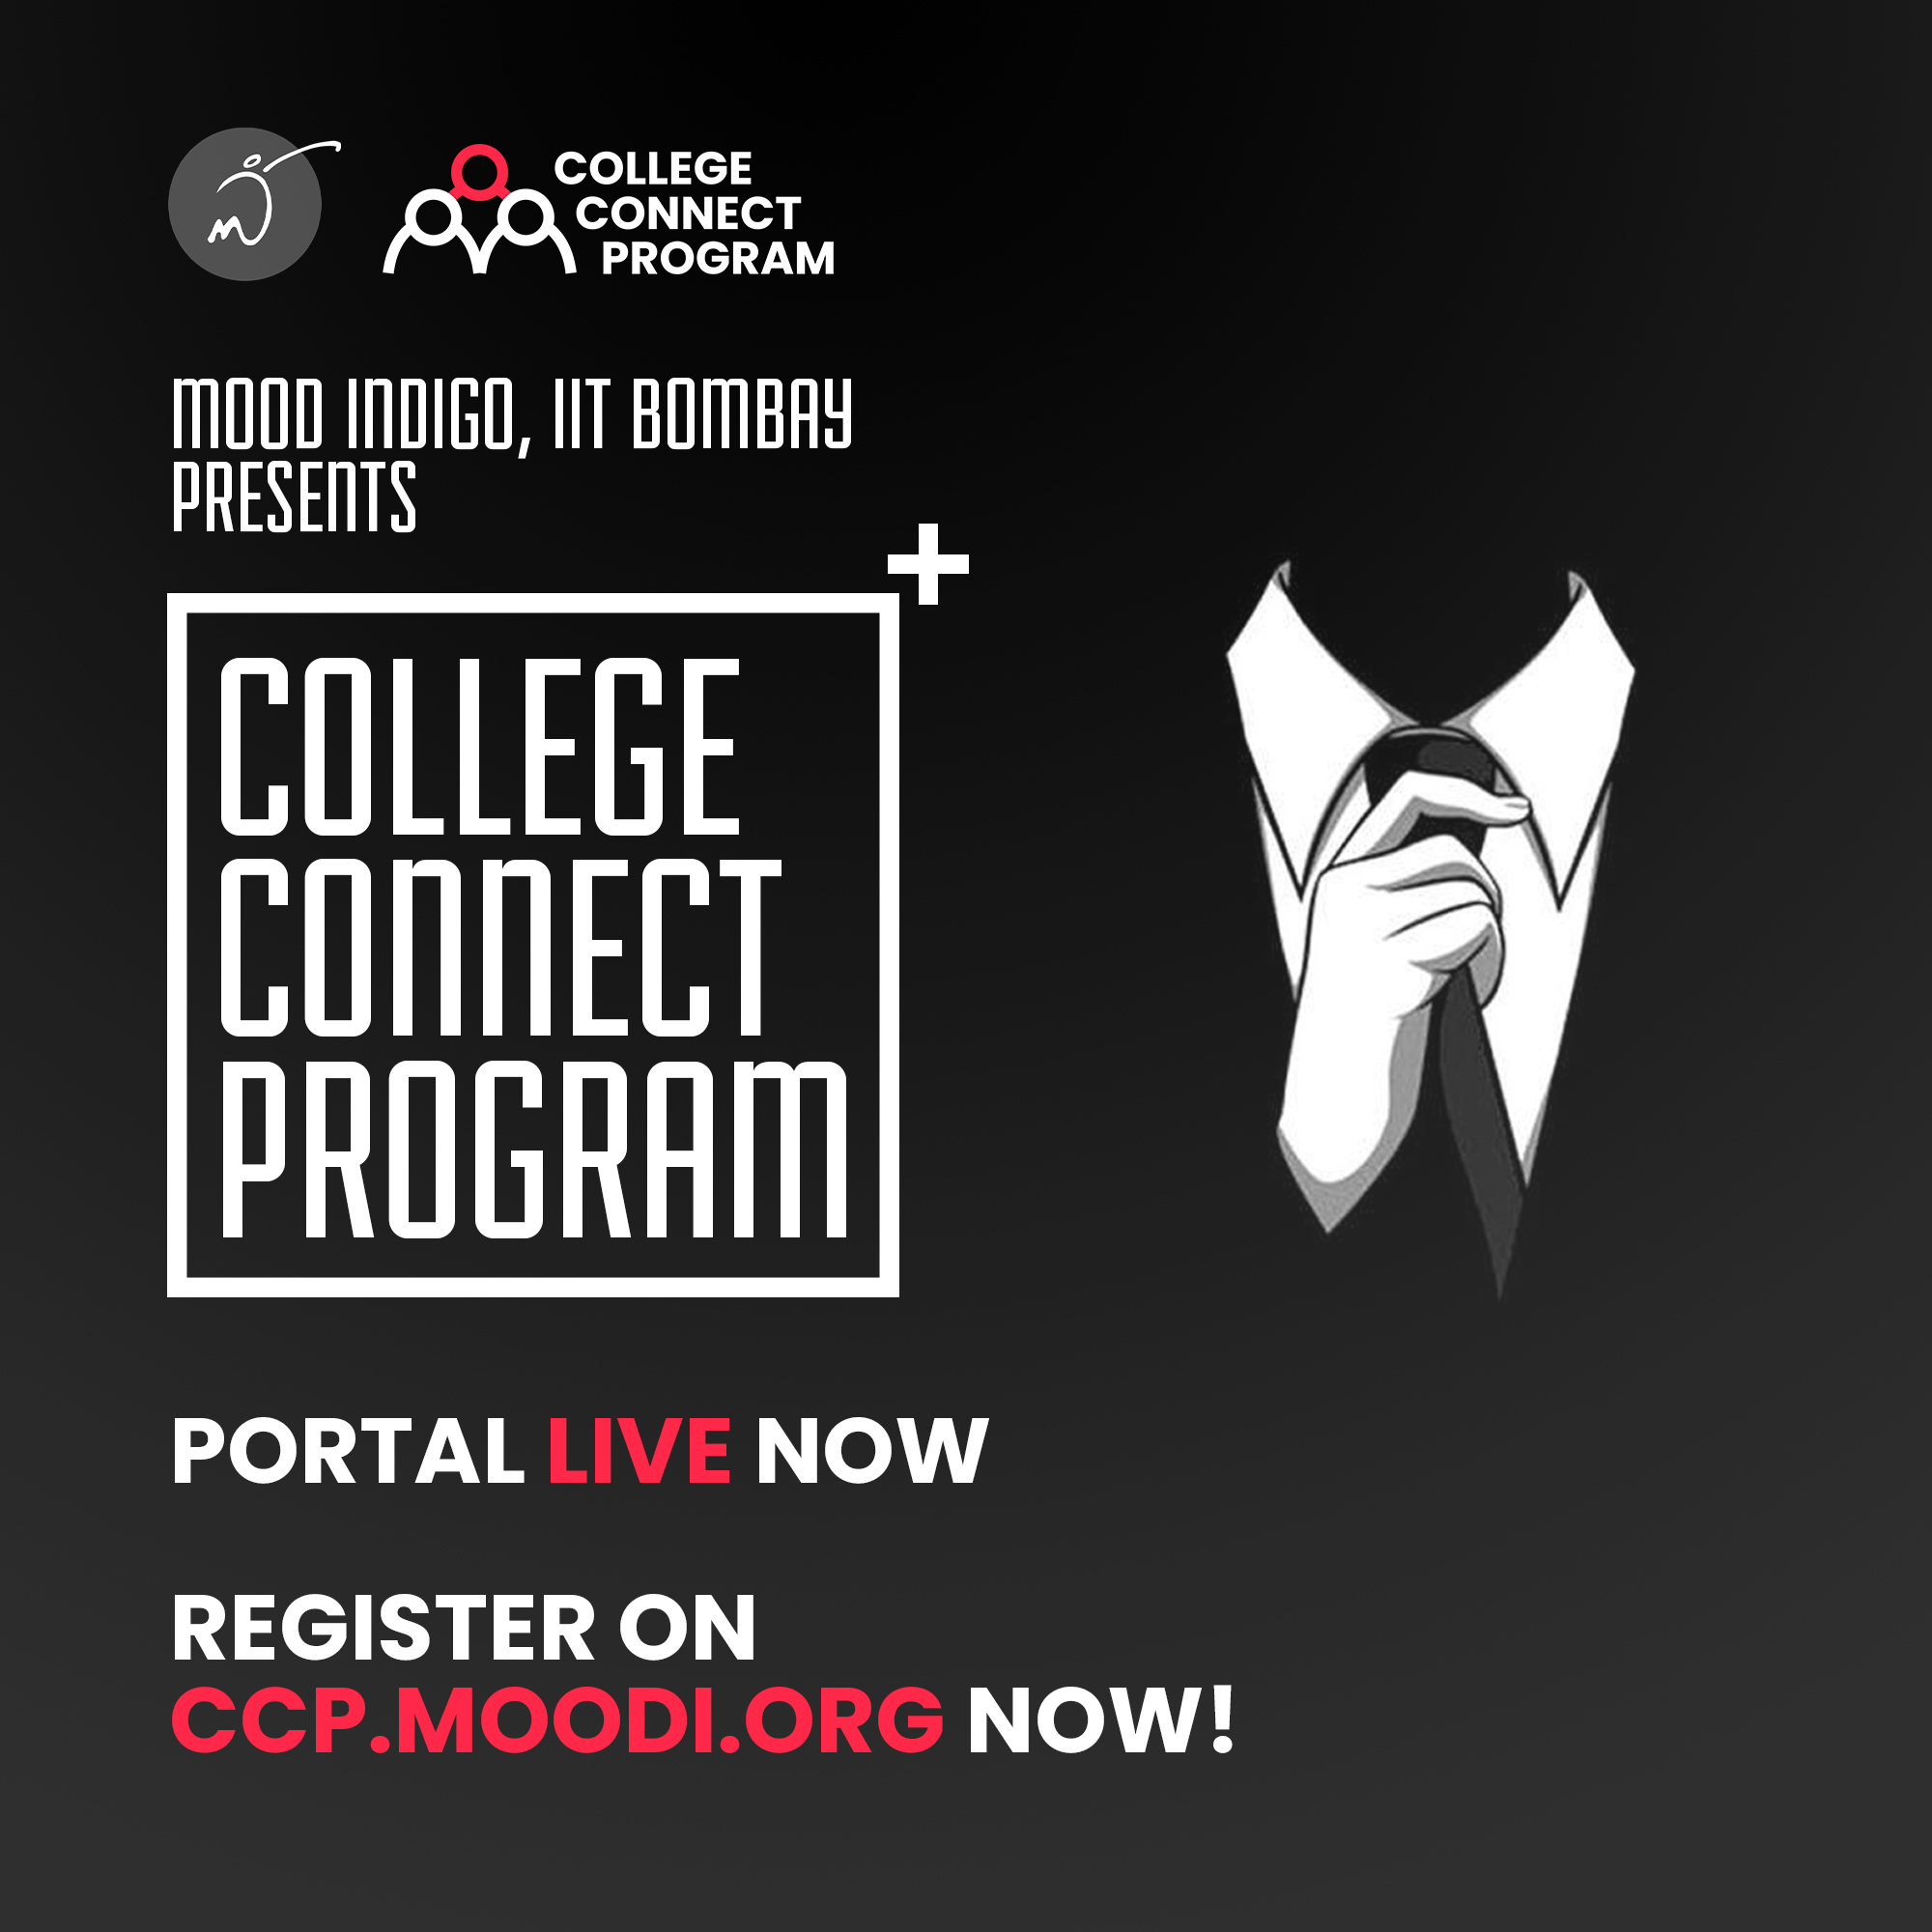 COLLEGE
CONNECT
PROGRAM
MOOD INDIGO, IIT BOMBAY
PRESENTS
COLLEGE
CONNECT
PROGRAM
PORTAL LIVE NOW
REGISTER ON
CCP.MOODI.ORG NOW!